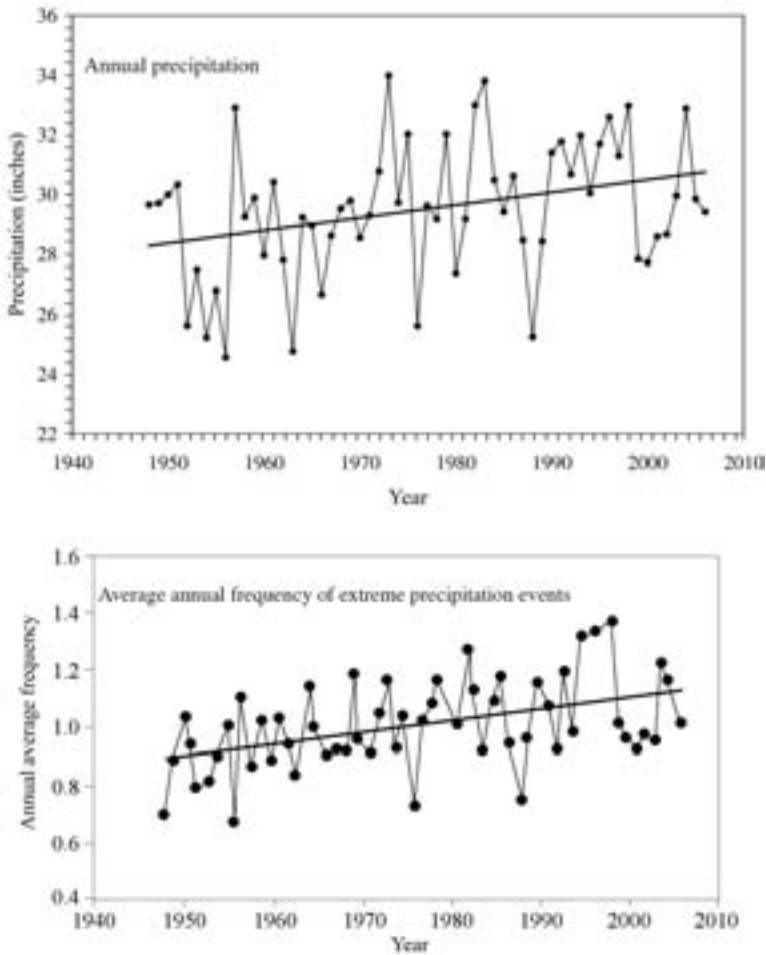 36
Annual precipitation
34
32
30
28
26
24
22
Precipitation (inches)
1940 1950 1960 1970 1980 1990 2000 2010
Year
1.6
Average annual frequency of extreme precipitation events
1.4
1.2
1.0
0.8
0.6
0.4
Annual average frequency
1940 1950 1960 1970 1980 1990 2000 2010
Year